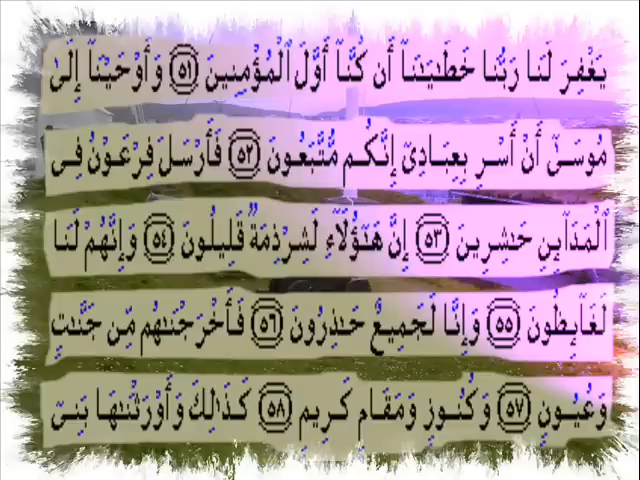 يَغْفِرَ لَنَا رَبُّنَا خَطَٰيَٰنَآ أَن كُنَّآ أَوَّلَ ٱلْمُؤْمِنِينَ ۝٥١ وَأَوْحَيْنَآ إِلَىٰ
مُوسَىٰٓ أَنْ أَسْرِ بِعِبَادِىٓ إِنَّكُم مُّتَّبَعُونَ ۝٥٢ فَأَرْسَلَ فِرْعَوْنُ فِى
ٱلْمَدَآئِنِ حَٰشِرِينَ ۝٥٣ إِنَّ هَٰٓؤُلَآءِ لَشِرْذِمَةٌ قَلِيلُونَ ۝٥٤ وَإِنَّهُمْ لَنَا
لَغَآئِظُونَ ۝٥٥ وَإِنَّا لَجَمِيعٌ حَٰذِرُونَ ۝٥٦ فَأَخْرَجْنَٰهُم مِّن جَنَّٰتٍ
وَعُيُونٍ ۝٥٧ وَكُنُوزٍ وَمَقَامٍ كَرِيمٍ ۝٥٨ كَذَٰلِكَ وَأَوْرَثْنَٰهَا بَنِىٓ